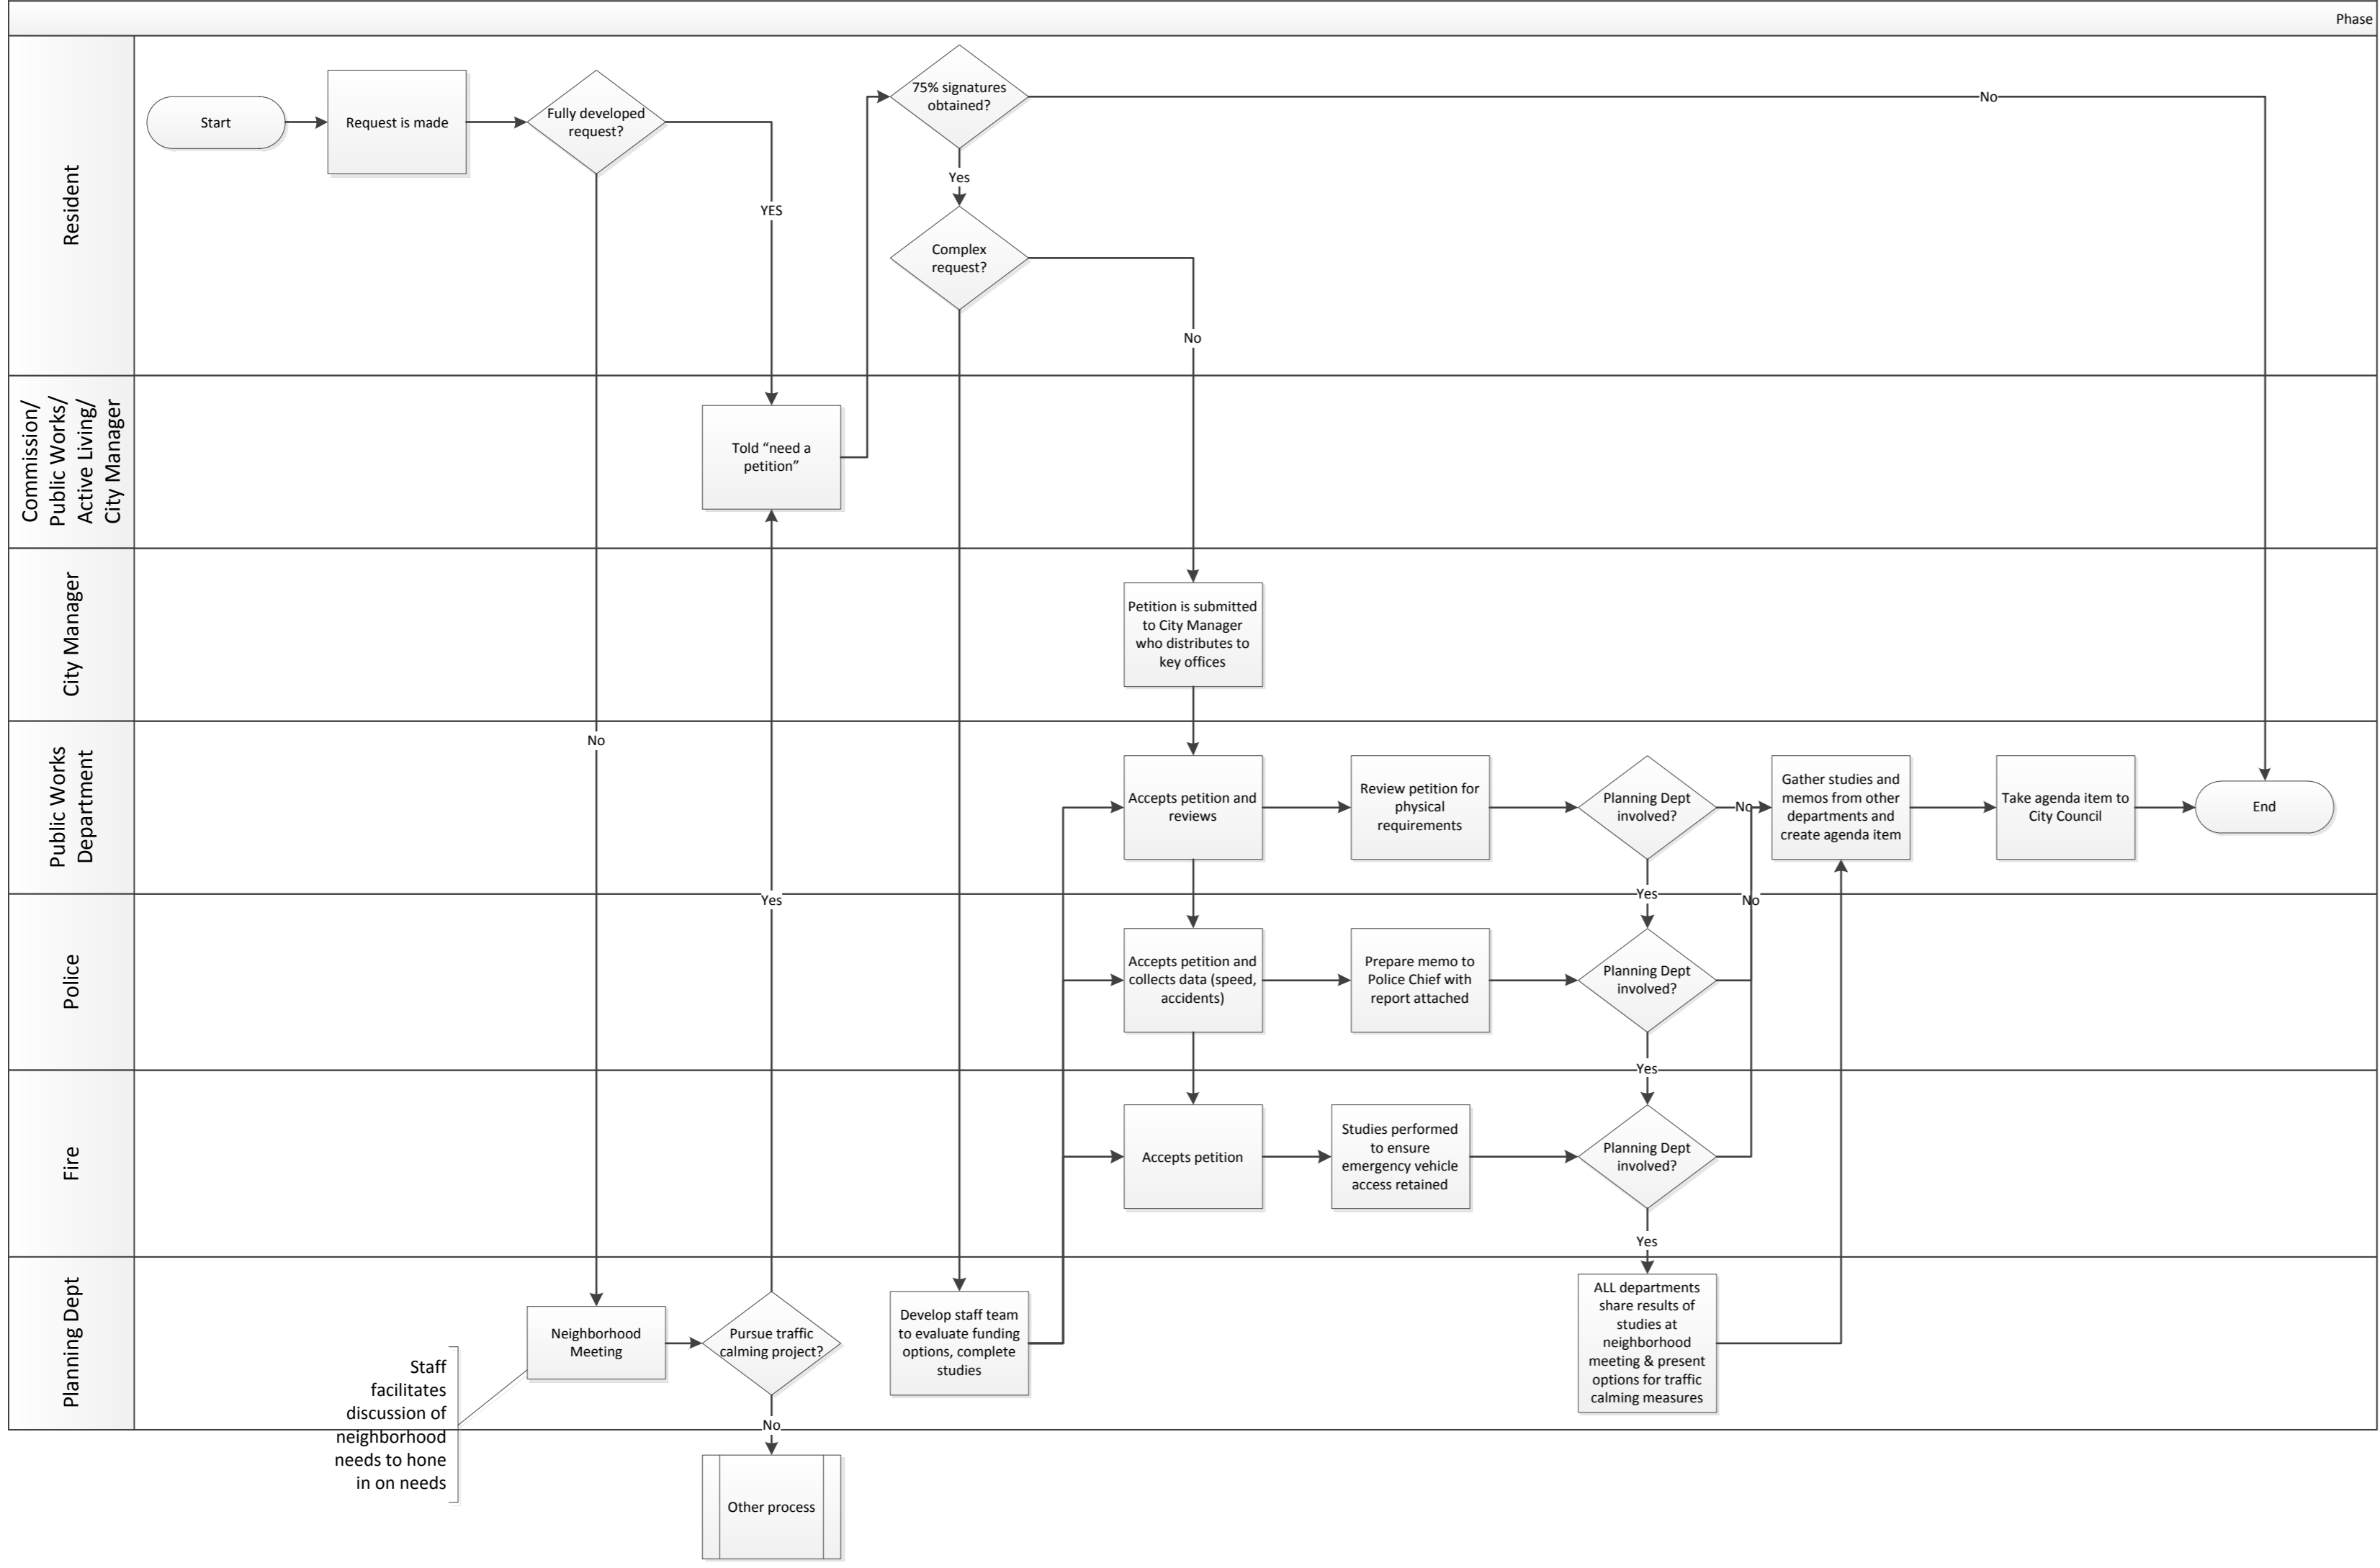 Phase
Resident
Start
Request is made
Fully developed
request?
YES
No
75% signatures
obtained?
No
Yes
Complex
request?
No
Commission/
Public Works/
Active Living/
City Manager
Told “need a
petition”
City Manager
Petition is submitted
to City Manager
who distributes to
key offices
Public Works
Department
Accepts petition and
reviews
Review petition for
physical
requirements
Planning Dept
involved?
No
Yes
Gather studies and
memos from other
departments and
create agenda item
Take agenda item to
City Council
End
Yes
No
Police
Accepts petition and
collects data (speed,
accidents)
Prepare memo to
Police Chief with
report attached
Planning Dept
involved?
Yes
Fire
Accepts petition
Studies performed
to ensure
emergency vehicle
access retained
Planning Dept
involved?
Yes
Planning Dept
Neighborhood
Meeting
Pursue traffic
calming project?
No
Develop staff team
to evaluate funding
options, complete
studies
ALL departments
share results of
studies at
neighborhood
meeting & present
options for traffic
calming measures
Staff
facilitates
discussion of
neighborhood
needs to hone
in on needs
Other process